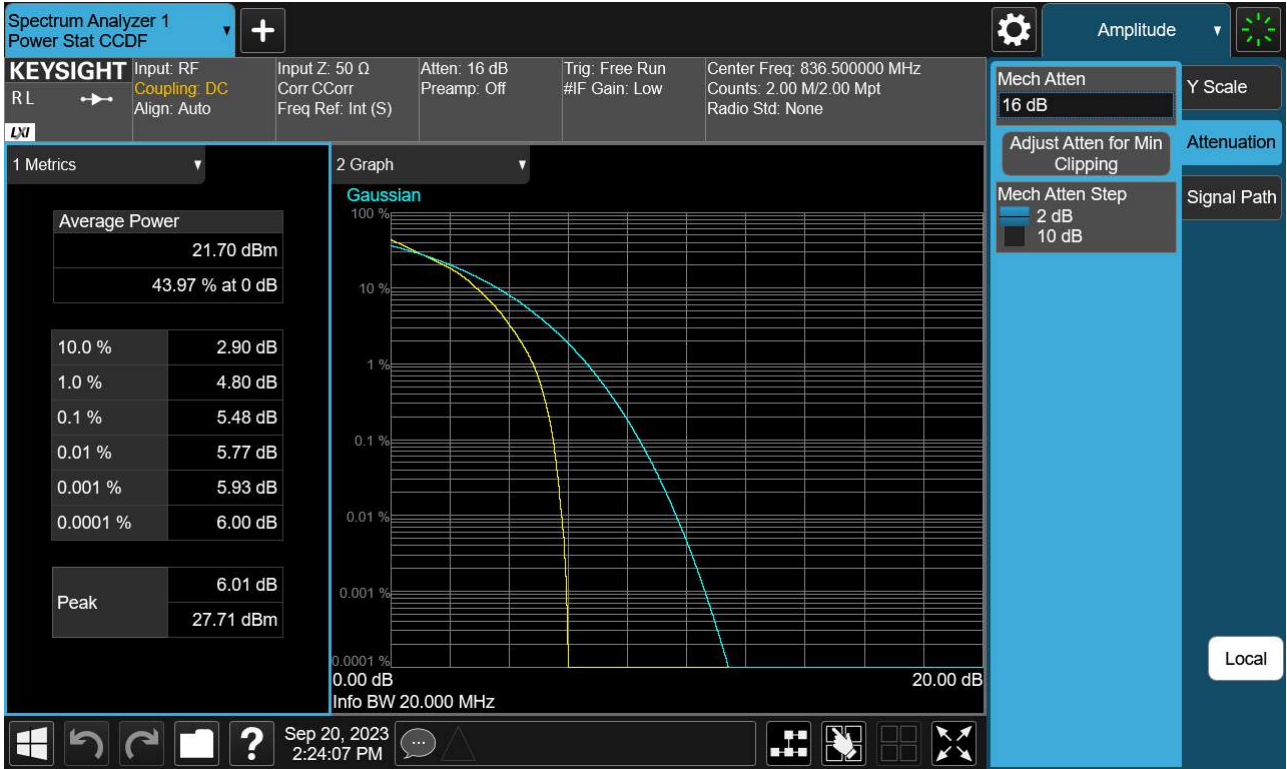 Spectrum Analyzer 1
Power Stat CCDF
Amplitude
KEYSIGHT
RL
LXI
Input: RF
Coupling: DC
Align: Auto
Input Z: 50 Ω
Corr CCorr
Freq Ref: Int (S)
Atten: 16 dB
Preamp: Off
Trig: Free Run
#IF Gain: Low
Center Freq: 836.500000 MHz
Counts: 2.00 M/2.00 Mpt
Radio Std: None
1 Metrics
Average Power
21.70 dBm
43.97 % at 0 dB
10.0 % 2.90 dB
1.0 % 4.80 dB
0.1 % 5.48 dB
0.01 % 5.77 dB
0.001 % 5.93 dB
0.0001 % 6.00 dB
Peak
6.01 dB
27.71 dBm
2 Graph
Gaussian
100 %
10 %
1 %
0.1 %
0.01 %
0.001 %
0.0001 %
0.00 dB 20.00 dB
Info BW 20.000 MHz
Mech Atten
16 dB
Adjust Atten for Min
Clipping
Mech Atten Step
2 dB
10 dB
Y Scale
Attenuation
Signal Path
Local
?
Sep 20, 2023
2:24:07 PM